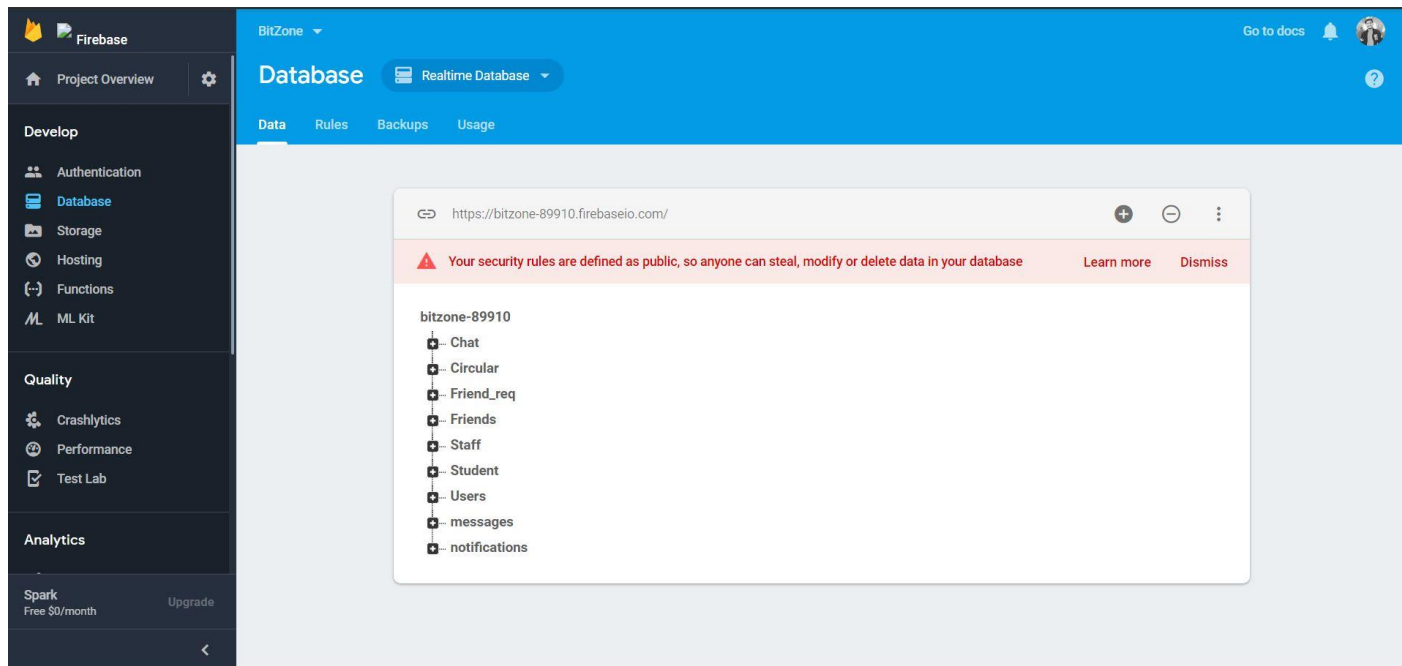 Firebase
Project Overview
Develop
Authentication
Database
Storage
Hosting
Functions
ML ML Kit
Quality
Crashlytics
Performance
Test Lab
Analytics
Spark
Free $0/month
Upgrade
BitZone
Go to docs
Database
Realtime Database
Data Rules Backups Usage
https://bitzone-89910.firebaseio.com/
Your security rules are defined as public, so anyone can steal, modify or delete data in your database Learn more Dismiss
bitzone-89910
Chat
Circular
Friend_req
Friends
Staff
Student
Users
messages
notifications